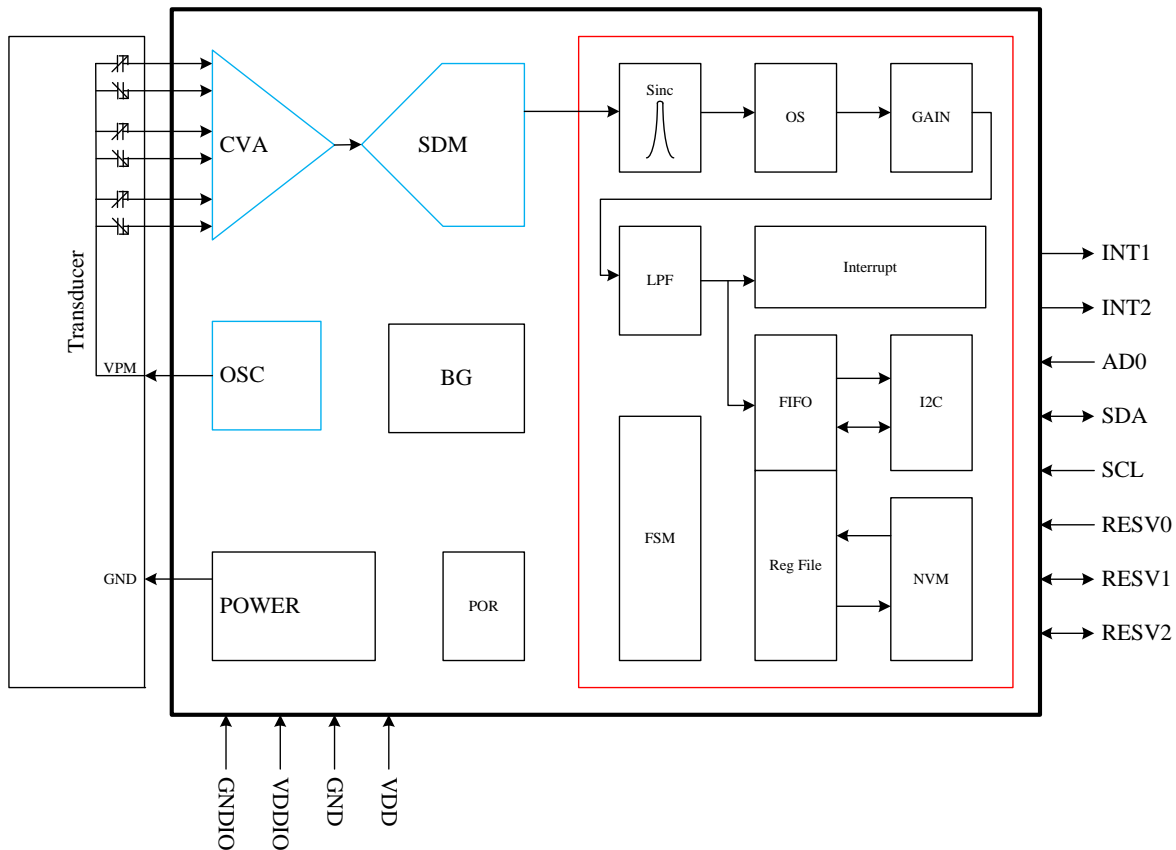 Transducer
VPM
GND
CVA
SDM
OSC
BG
POWER
POR
Sinc
OS
GAIN
LPF
Interrupt
FIFO
I2C
FSM
Reg File
NVM
INT1
INT2
AD0
SDA
SCL
RESV0
RESV1
RESV2
GNDIO
VDDIO
GND
VDD